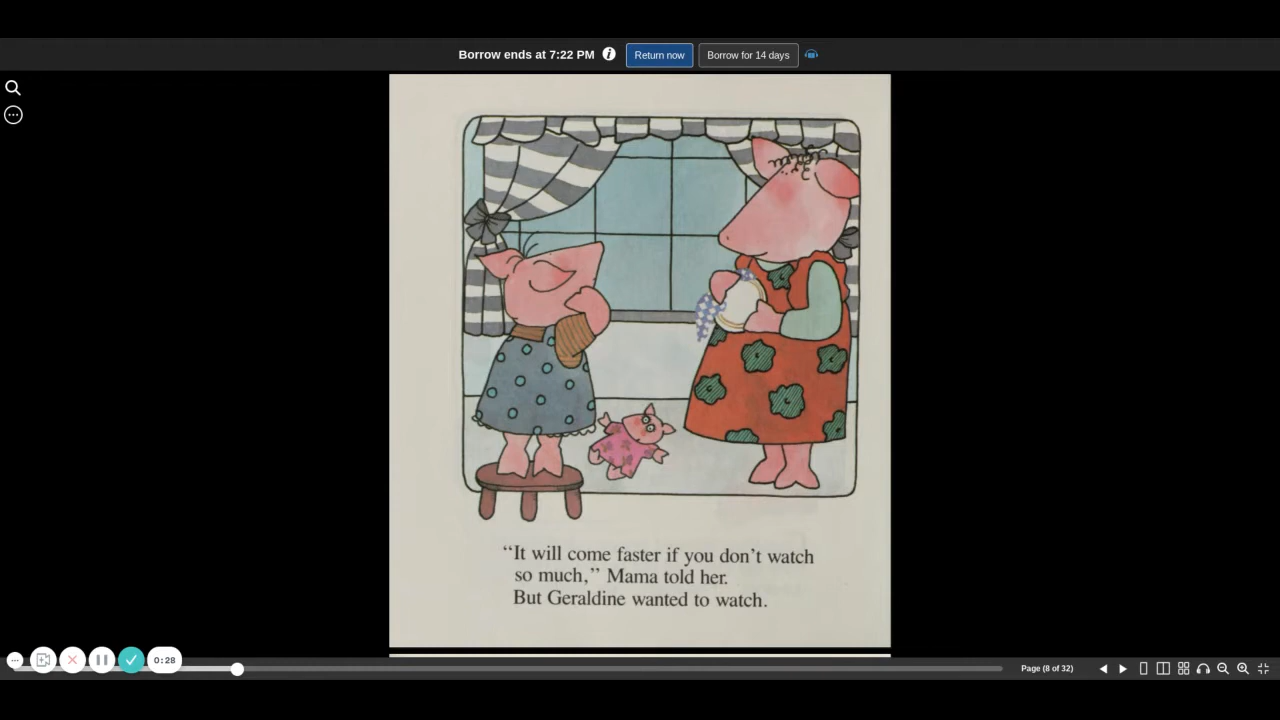 Borrow ends at 7:22 PM
Return now
Borrow for 14 days
“It will come faster if you don’t watch
so much,” Mama told her.
But Geraldine wanted to watch.
0:28
Page (8 of 32)